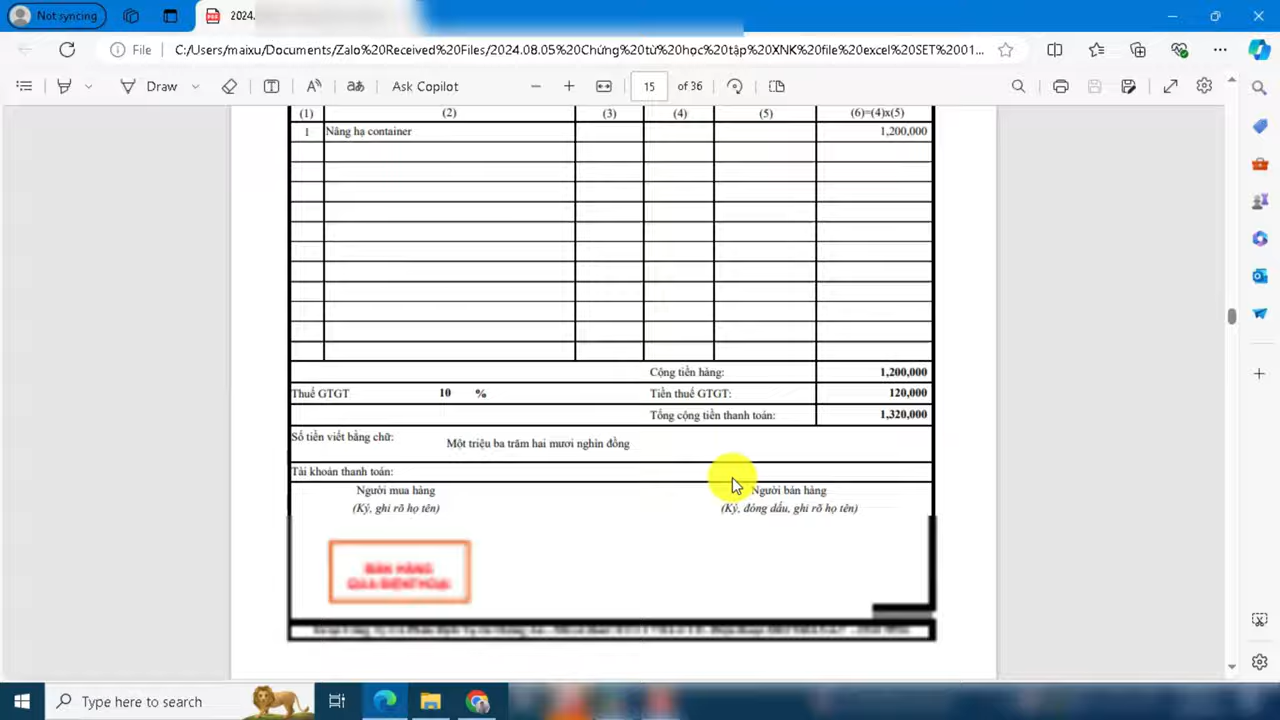 Not syncing
2024.
File C:/Users/maixu/Documents/Zalo%20Received%20Files/2024.08.05%20Chứng%20từ%20học%20tập%20XNK%20file%20excel%20SET%2001...
Draw Ask Copilot 15 of 36
(1) (2) (3) (4) (5) (6)=(4)x(5)
1 Nâng hạ container 1,200,000
Cộng tiền hàng: 1,200,000
Thuế GTGT 10 % Tiền thuế GTGT: 120,000
Tổng cộng tiền thanh toán: 1,320,000
Số tiền viết bằng chữ: Một triệu ba trăm hai mươi nghìn đồng
Tài khoản thanh toán:
Người mua hàng Người bán hàng
(Ký, ghi rõ họ tên) (Ký, đóng dấu, ghi rõ họ tên)
BÁN HÀNG
QUA ĐIỆN THOẠI
Type here to search